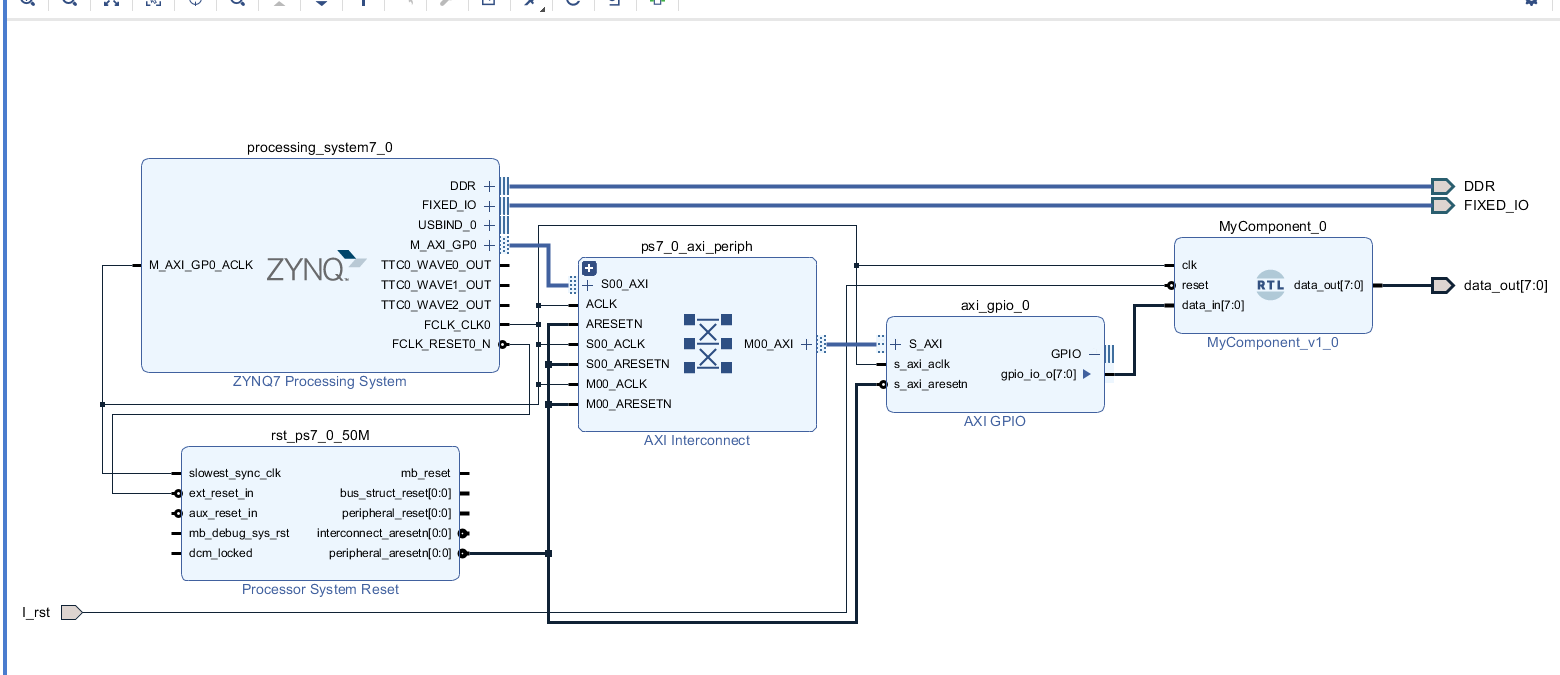 processing_system7_0
DDR
FIXED_IO
USBIND_0
M_AXI_GP0
M_AXI_GP0_ACLK
ZYNQ
TTC0_WAVE0_OUT
TTC0_WAVE1_OUT
TTC0_WAVE2_OUT
FCLK_CLK0
FCLK_RESET0_N
ZYNQ7 Processing System
rst_ps7_0_50M
slowest_sync_clk
ext_reset_in
aux_reset_in
mb_debug_sys_rst
dcm_locked
mb_reset
bus_struct_reset[0:0]
peripheral_reset[0:0]
interconnect_aresetn[0:0]
peripheral_aresetn[0:0]
Processor System Reset
I_rst
ps7_0_axi_periph
S00_AXI
ACLK
ARESETN
S00_ACLK
S00_ARESETN
M00_ACLK
M00_ARESETN
M00_AXI
AXI Interconnect
axi_gpio_0
S_AXI
s_axi_aclk
s_axi_aresetn
GPIO
gpio_io_o[7:0]
AXI GPIO
MyComponent_0
clk
reset
data_in[7:0]
RTL
data_out[7:0]
MyComponent_v1_0
DDR
FIXED_IO
data_out[7:0]